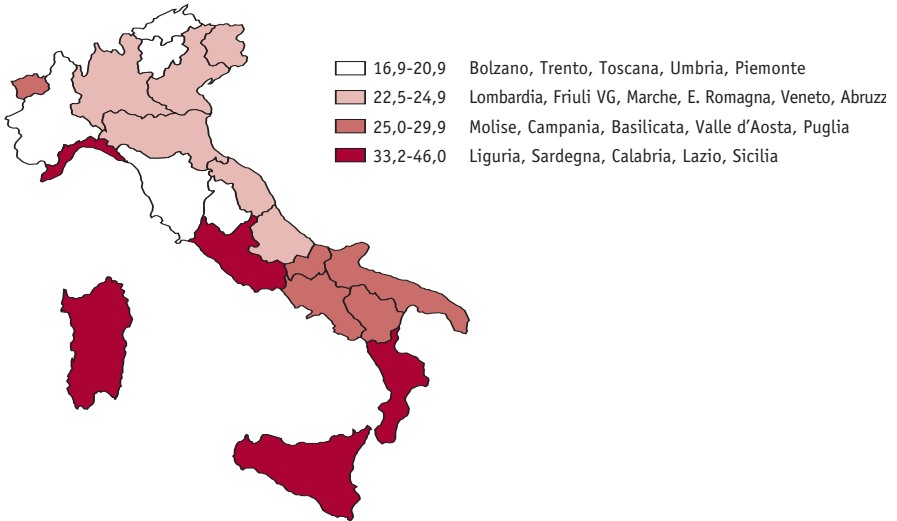 16,9-20,9 Bolzano, Trento, Toscana, Umbria, Piemonte
22,5-24,9 Lombardia, Friuli VG, Marche, E. Romagna, Veneto, Abruzz
25,0-29,9 Molise, Campania, Basilicata, Valle d'Aosta, Puglia
33,2-46,0 Liguria, Sardegna, Calabria, Lazio, Sicilia